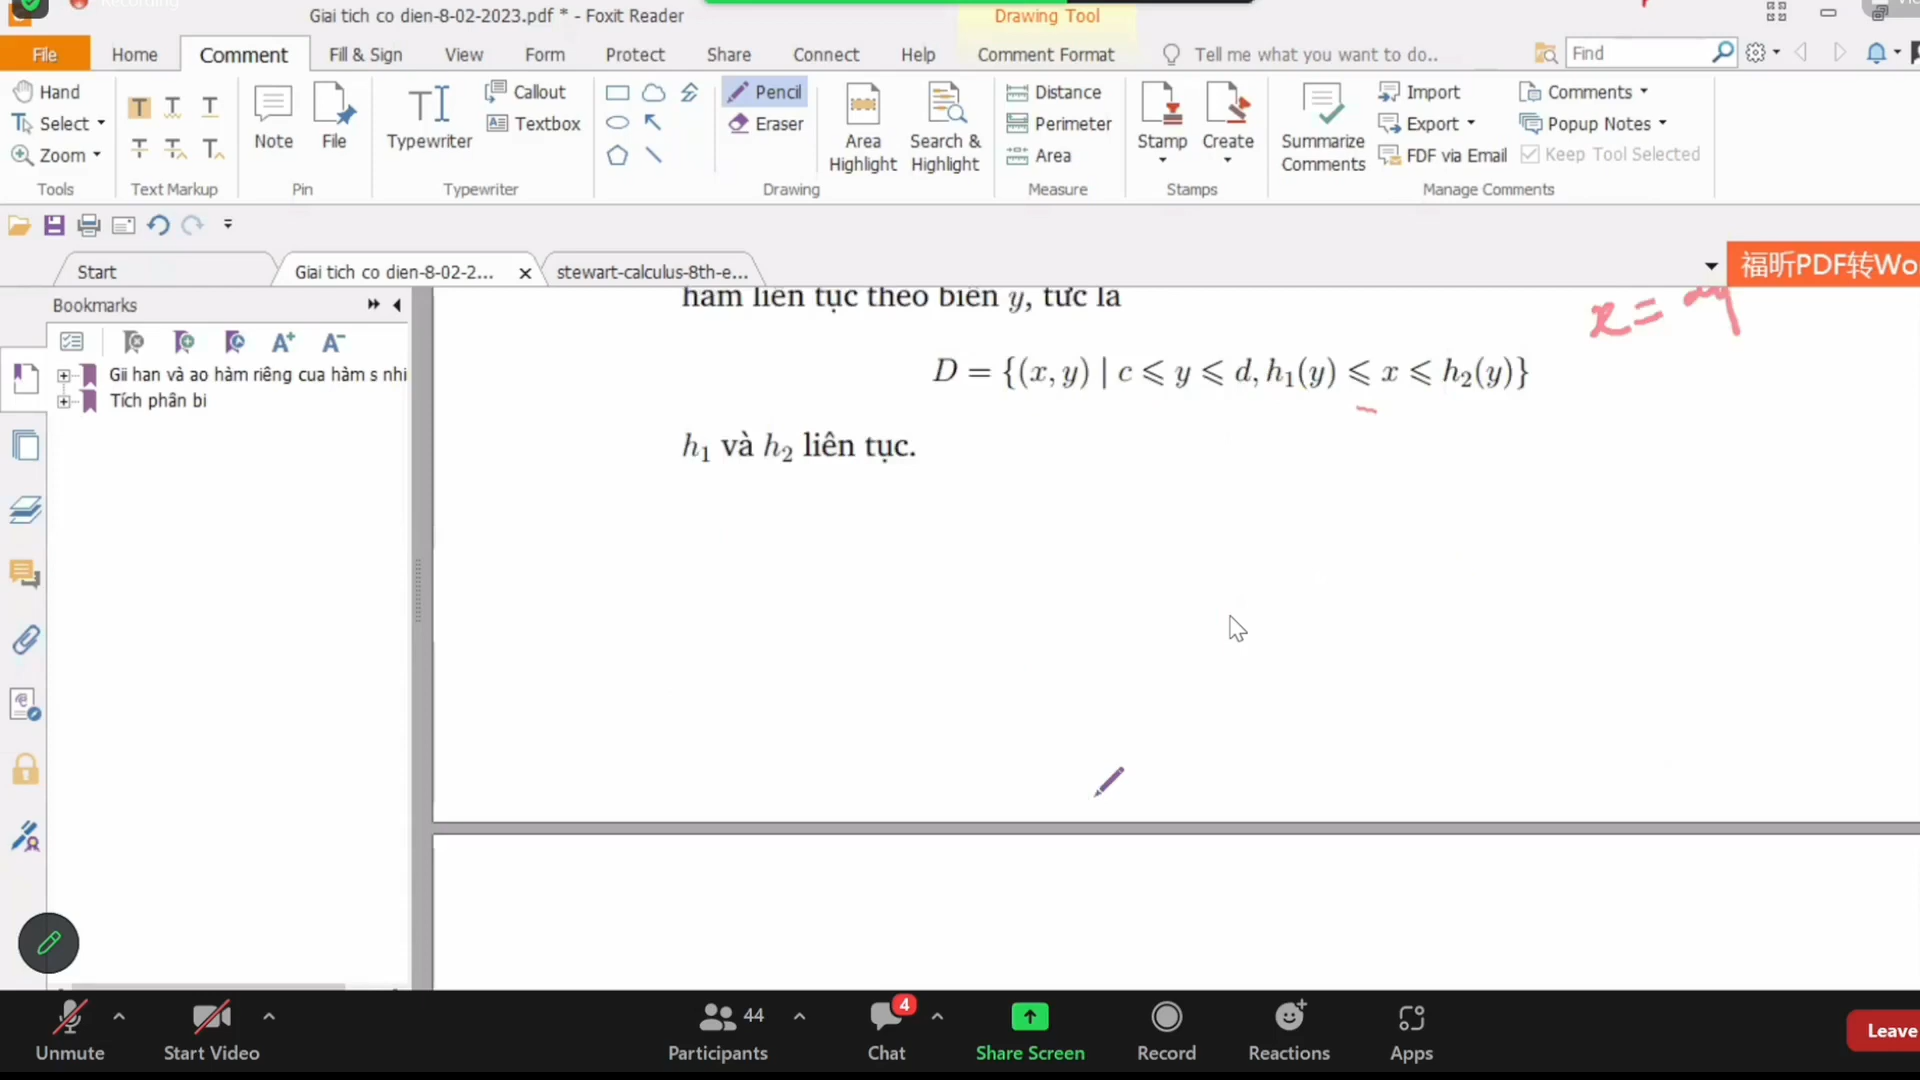 Recording
Giai tich co dien-8-02-2023.pdf * - Foxit Reader
Drawing Tool
File
Home
Comment
Fill & Sign
View
Form
Protect
Share
Connect
Help
Comment Format
Tell me what you want to do..
Find
Hand
Select
Zoom
Tools
Text Markup
Note
File
Pin
Typewriter
Typewriter
Callout
Textbox
Pencil
Eraser
Area Highlight
Search & Highlight
Drawing
Distance
Perimeter
Area
Measure
Stamp
Create
Stamps
Summarize Comments
Import
Export
FDF via Email
Comments
Popup Notes
Keep Tool Selected
Manage Comments
Start
Giai tich co dien-8-02-2...
stewart-calculus-8th-e...
福昕PDF转Wo
Bookmarks
Gii han và ao hàm riêng cua hàm s nhi
Tích phân bi
hàm liên tục theo biến y, tức là
x =
D = {(x, y) | c ⩽ y ⩽ d, h₁(y) ⩽ x ⩽ h₂(y)}
h₁ và h₂ liên tục.
Unmute
Start Video
44
Participants
4
Chat
Share Screen
Record
Reactions
Apps
Leave